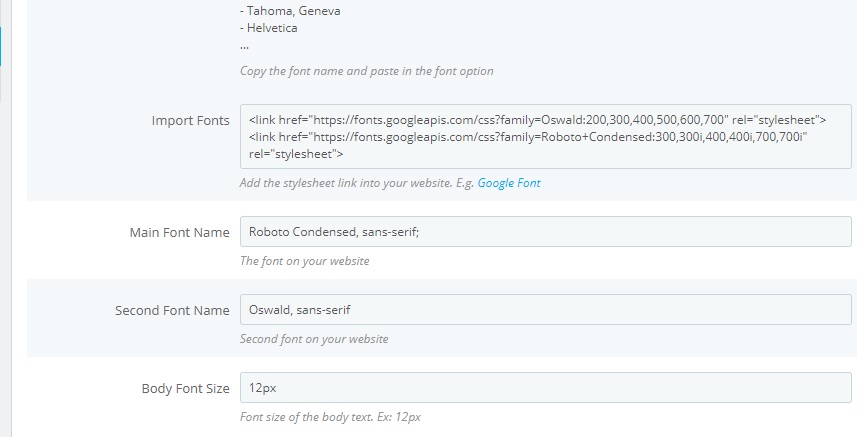 - Tahoma, Geneva
- Helvetica
...
Copy the font name and paste in the font option
Import Fonts
<link href="https://fonts.googleapis.com/css?family=Oswald:200,300,400,500,600,700" rel="stylesheet">
<link href="https://fonts.googleapis.com/css?family=Roboto+Condensed:300,300i,400,400i,700,700i"
rel="stylesheet">
Add the stylesheet link into your website. E.g. Google Font
Main Font Name
Roboto Condensed, sans-serif;
The font on your website
Second Font Name
Oswald, sans-serif
Second font on your website
Body Font Size
12px
Font size of the body text. Ex: 12px